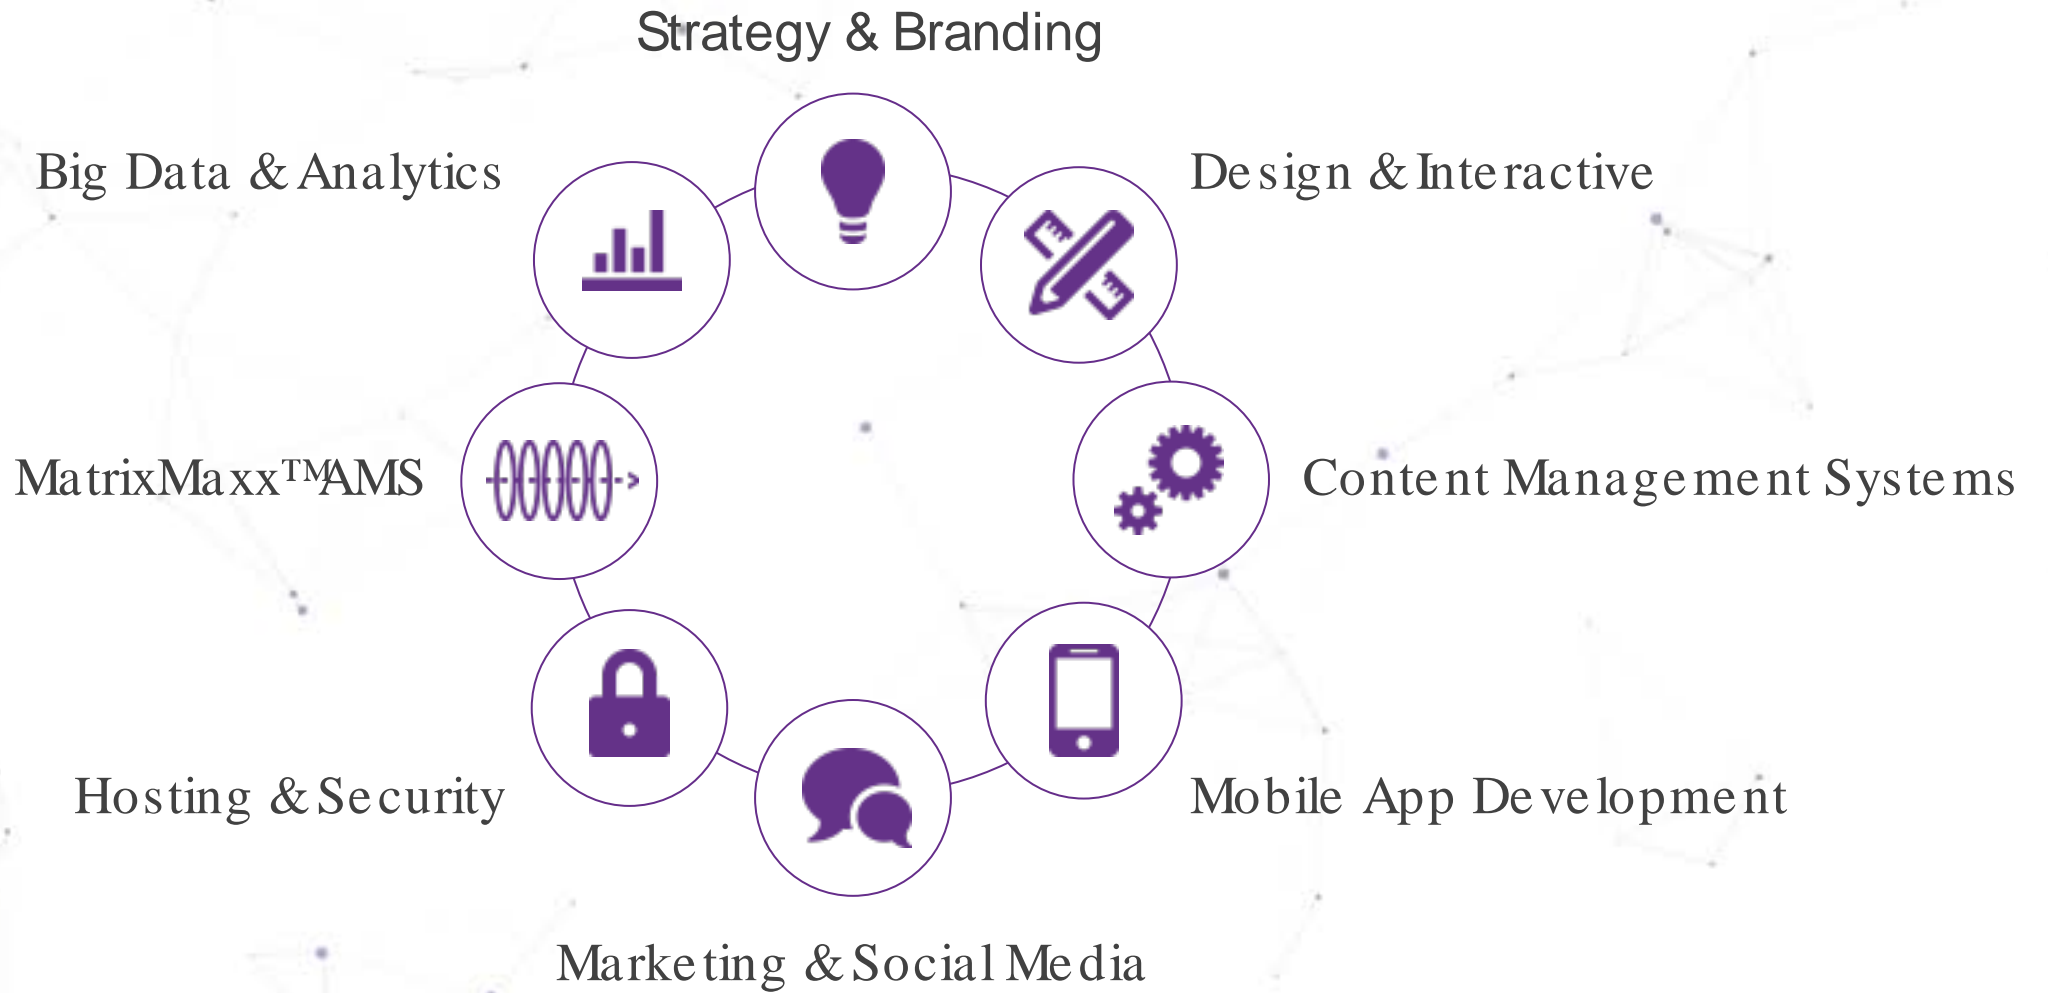 Strategy & Branding
Big Data & Analytics
Design & Interactive
MatrixMaxx™AMS
Content Management Systems
Hosting & Security
Mobile App Development
Marketing & Social Media